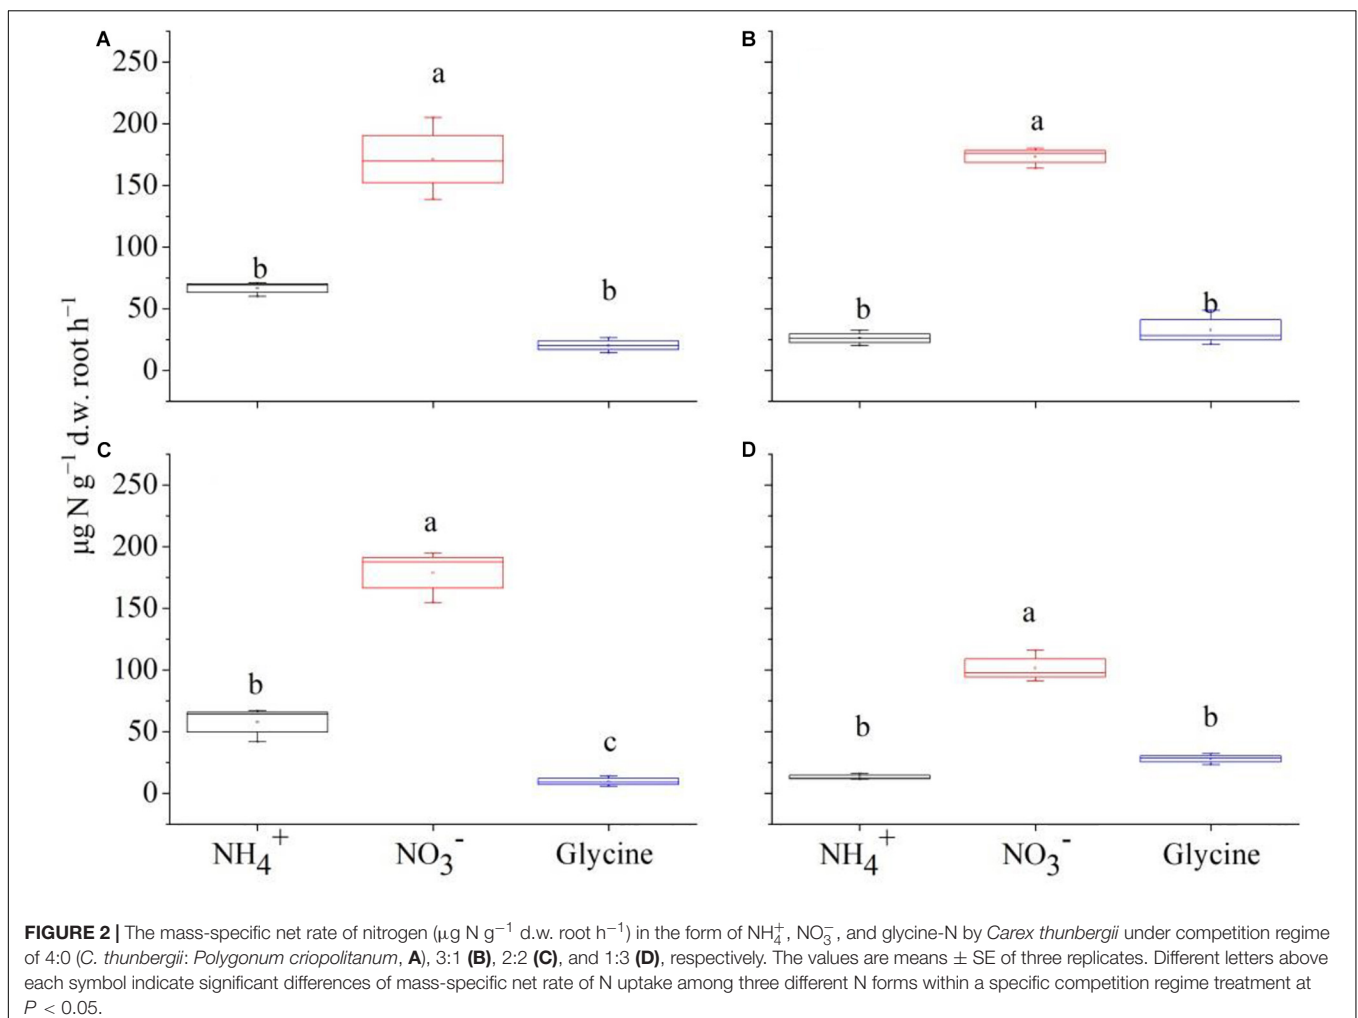 A
B
250
200
150
100
50
0
a
b
b
a
b
b
μg N g⁻¹ d.w. root h⁻¹
C
D
250
200
150
100
50
0
a
b
c
a
b
b
NH₄⁺ NO₃⁻ Glycine
NH₄⁺ NO₃⁻ Glycine
FIGURE 2 | The mass-specific net rate of nitrogen (μg N g⁻¹ d.w. root h⁻¹) in the form of NH₄⁺, NO₃⁻, and glycine-N by Carex thunbergii under competition regime
of 4:0 (C. thunbergii: Polygonum criopolitanum, A), 3:1 (B), 2:2 (C), and 1:3 (D), respectively. The values are means ± SE of three replicates. Different letters above
each symbol indicate significant differences of mass-specific net rate of N uptake among three different N forms within a specific competition regime treatment at
P < 0.05.